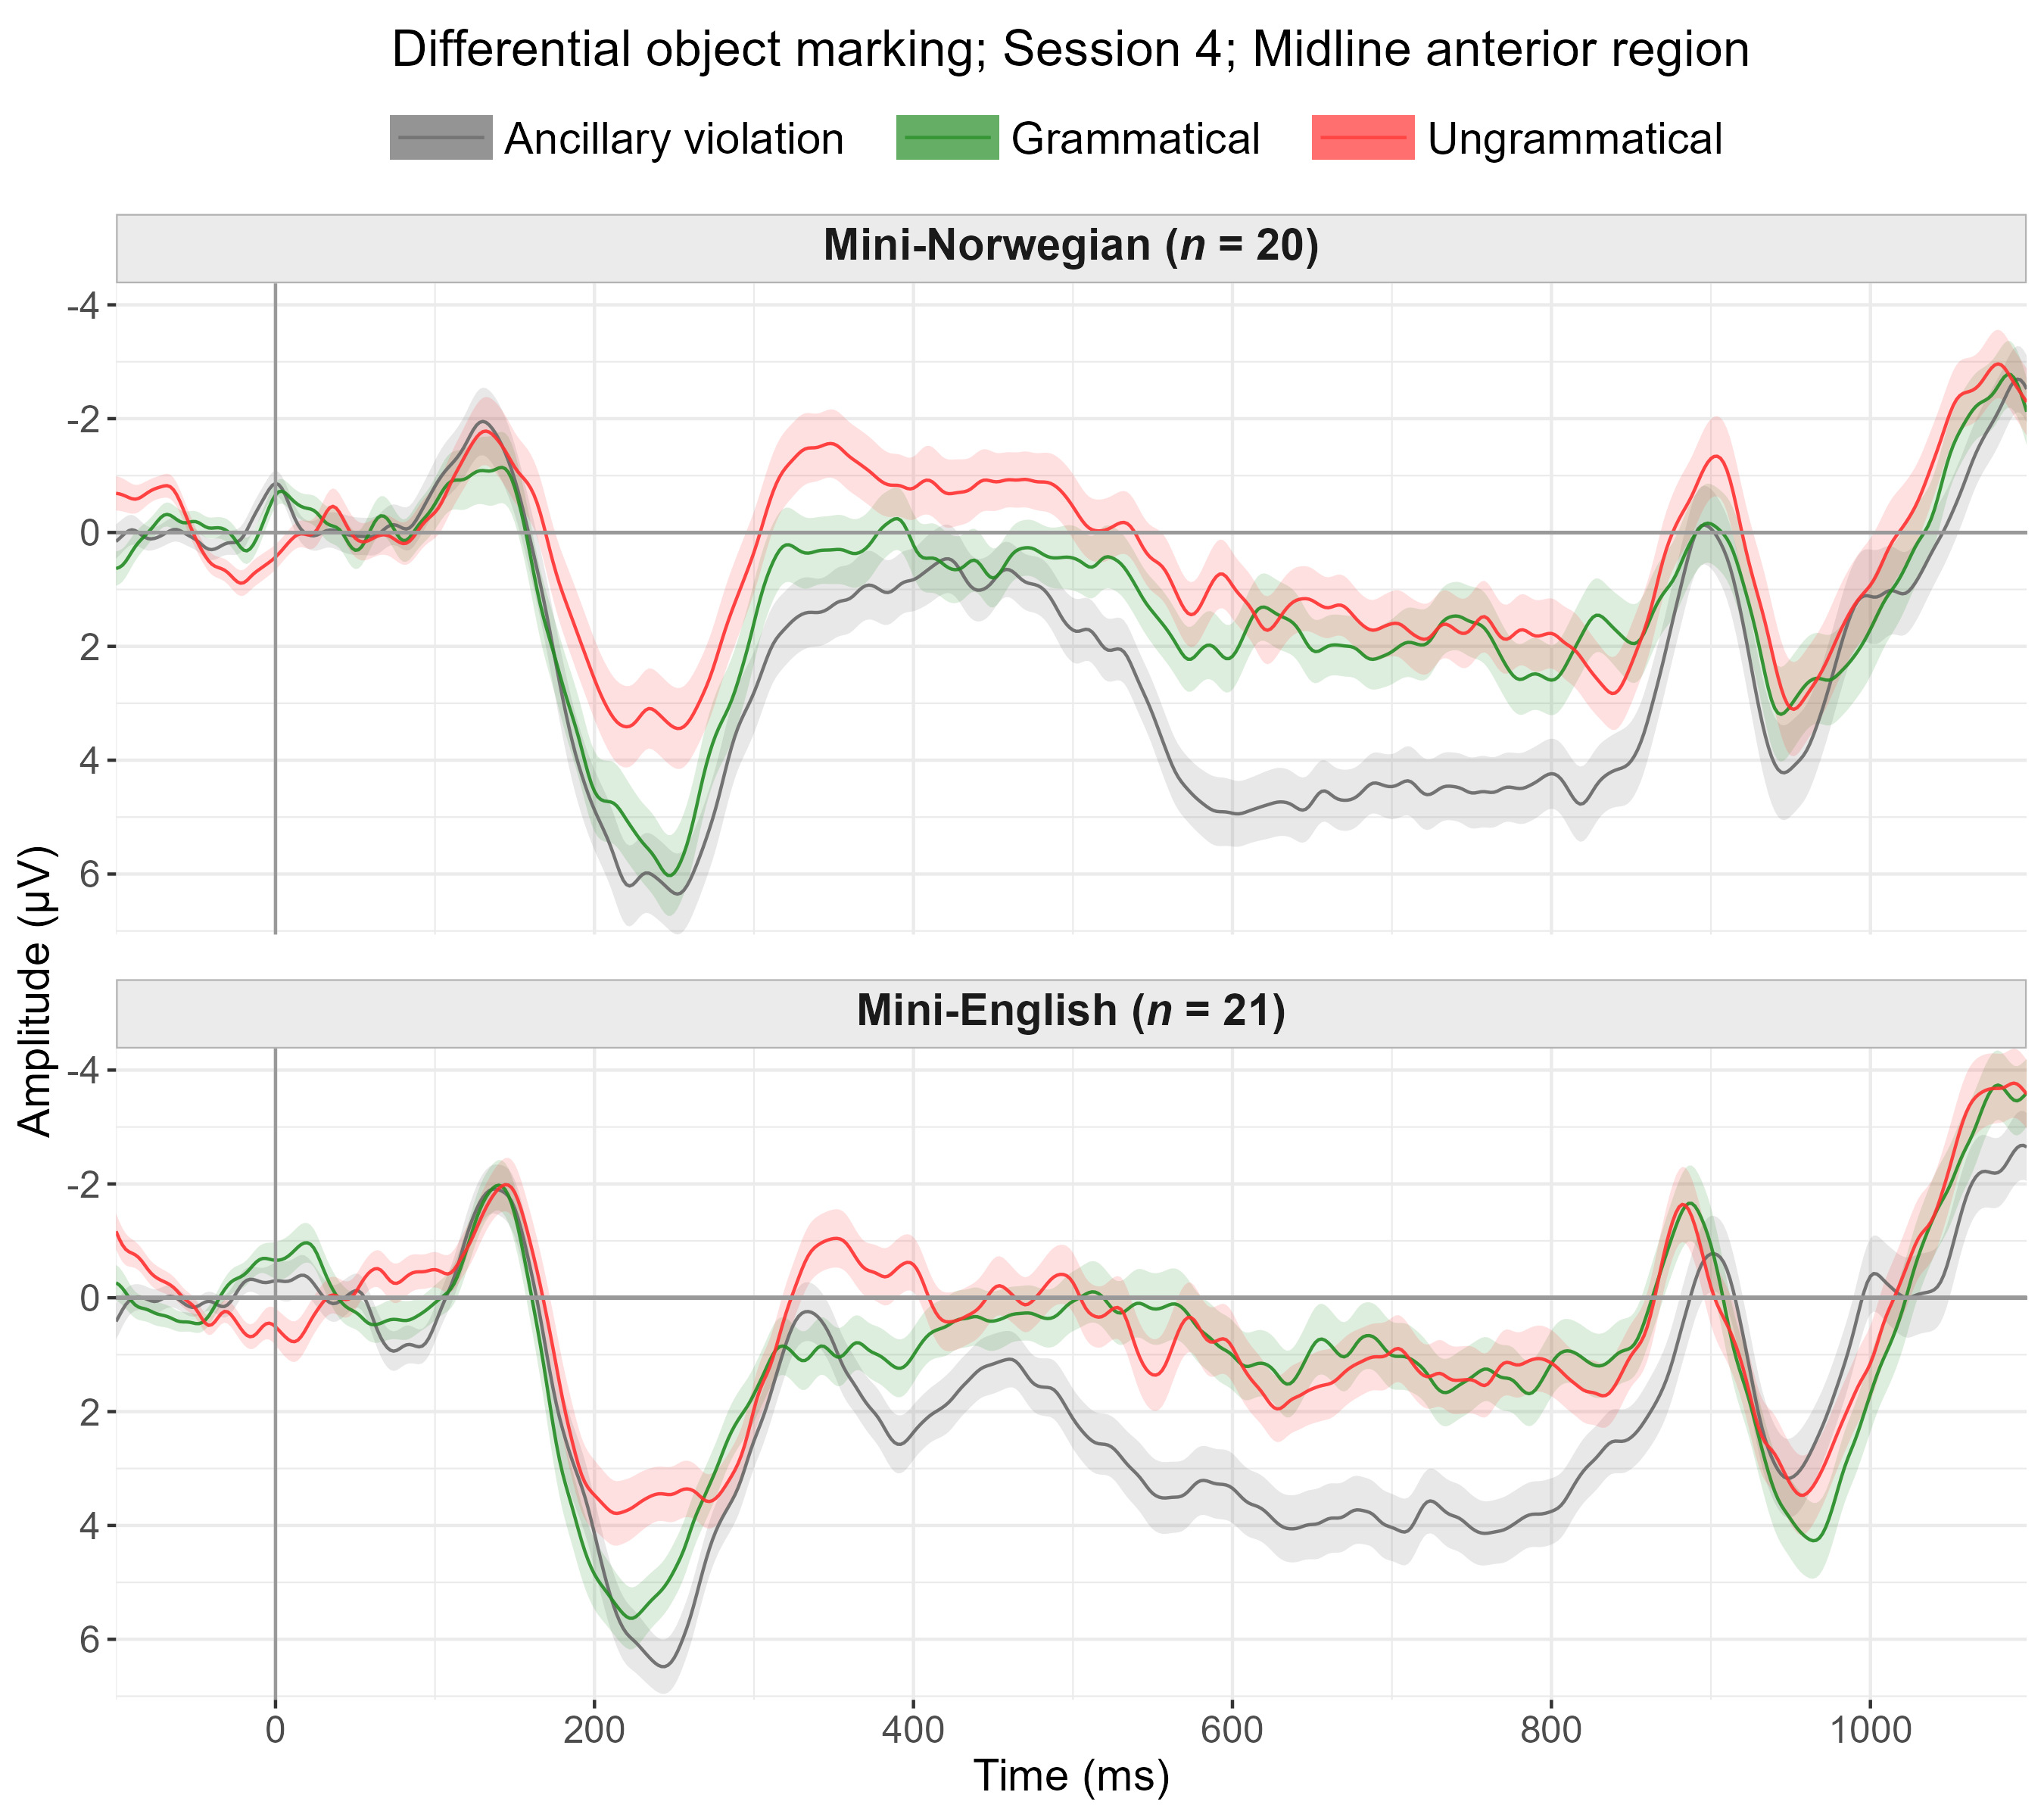 Differential object marking; Session 4; Midline anterior region
Ancillary violation Grammatical Ungrammatical
Mini-Norwegian (n = 20)
-4
-2
0
2
4
6
Mini-English (n = 21)
-4
-2
0
2
4
6
Amplitude (µV)
0 200 400 600 800 1000
Time (ms)